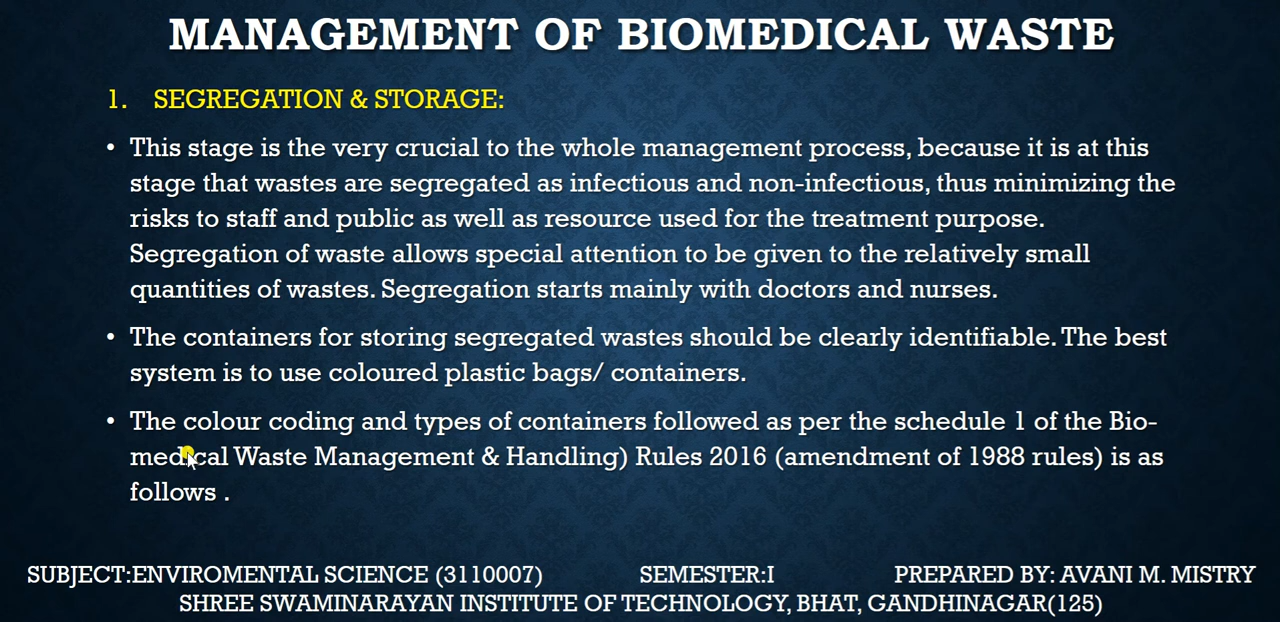 MANAGEMENT OF BIOMEDICAL WASTE
1. SEGREGATION & STORAGE:
• This stage is the very crucial to the whole management process, because it is at this
stage that wastes are segregated as infectious and non-infectious, thus minimizing the
risks to staff and public as well as resource used for the treatment purpose.
Segregation of waste allows special attention to be given to the relatively small
quantities of wastes. Segregation starts mainly with doctors and nurses.
• The containers for storing segregated wastes should be clearly identifiable. The best
system is to use coloured plastic bags/ containers.
• The colour coding and types of containers followed as per the schedule 1 of the Bio-
medical Waste Management & Handling) Rules 2016 (amendment of 1988 rules) is as
follows .
SUBJECT:ENVIROMENTAL SCIENCE (3110007) SEMESTER:I PREPARED BY: AVANI M. MISTRY
SHREE SWAMINARAYAN INSTITUTE OF TECHNOLOGY, BHAT, GANDHINAGAR(125)